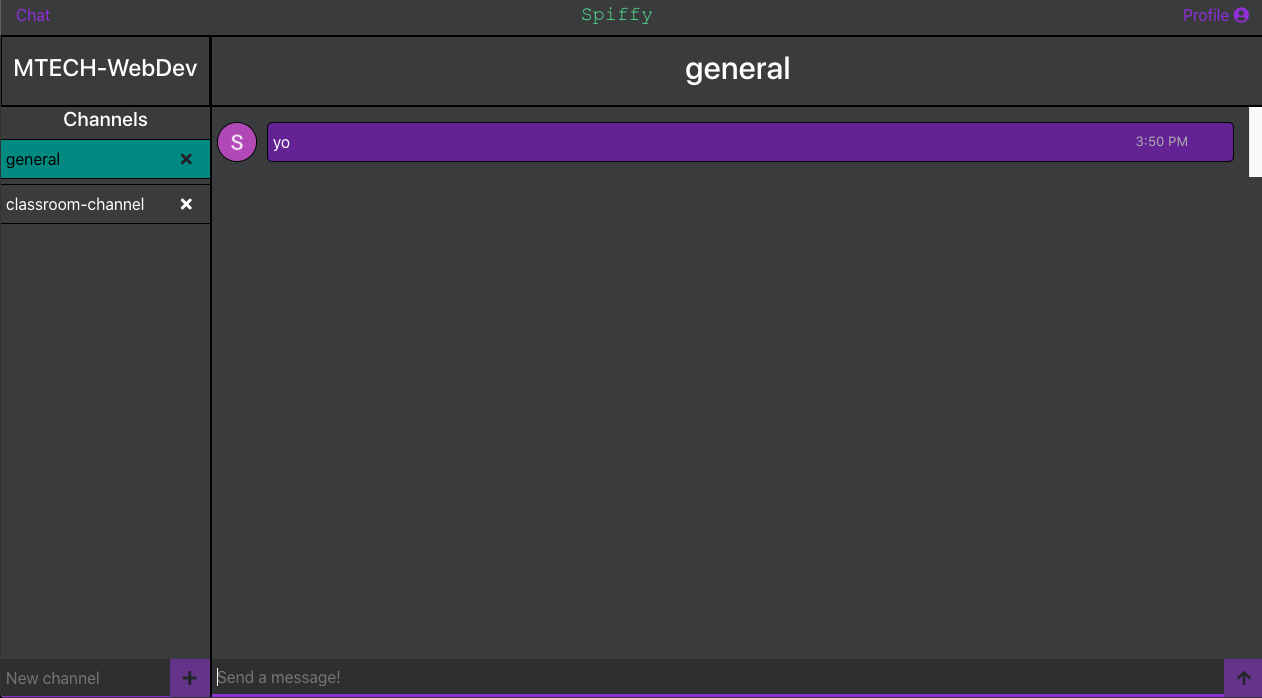 Chat
Spiffy
Profile
MTECH-WebDev
general
Channels
general
classroom-channel
S
yo
3:50 PM
New channel
Send a message!